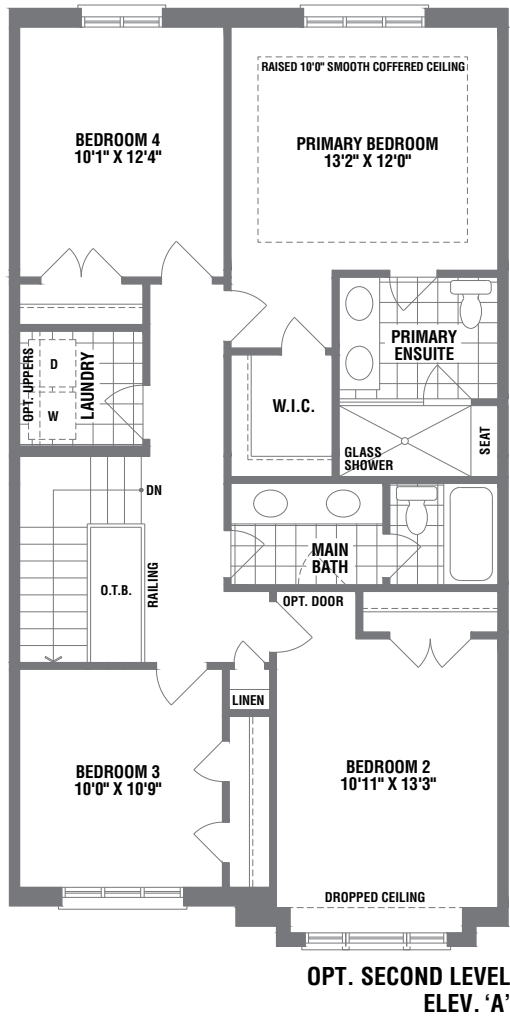 RAISED 10'0" SMOOTH COFFERED CEILING
BEDROOM 4
10'1" X 12'4"
PRIMARY BEDROOM
13'2" X 12'0"
OPT. UPPERS
D
W
LAUNDRY
PRIMARY
ENSUITE
W.I.C.
GLASS
SHOWER
SEAT
DN
O.T.B.
RAILING
MAIN
BATH
OPT. DOOR
LINEN
BEDROOM 3
10'0" X 10'9"
BEDROOM 2
10'11" X 13'3"
DROPPED CEILING
OPT. SECOND LEVEL
ELEV. ‘A’